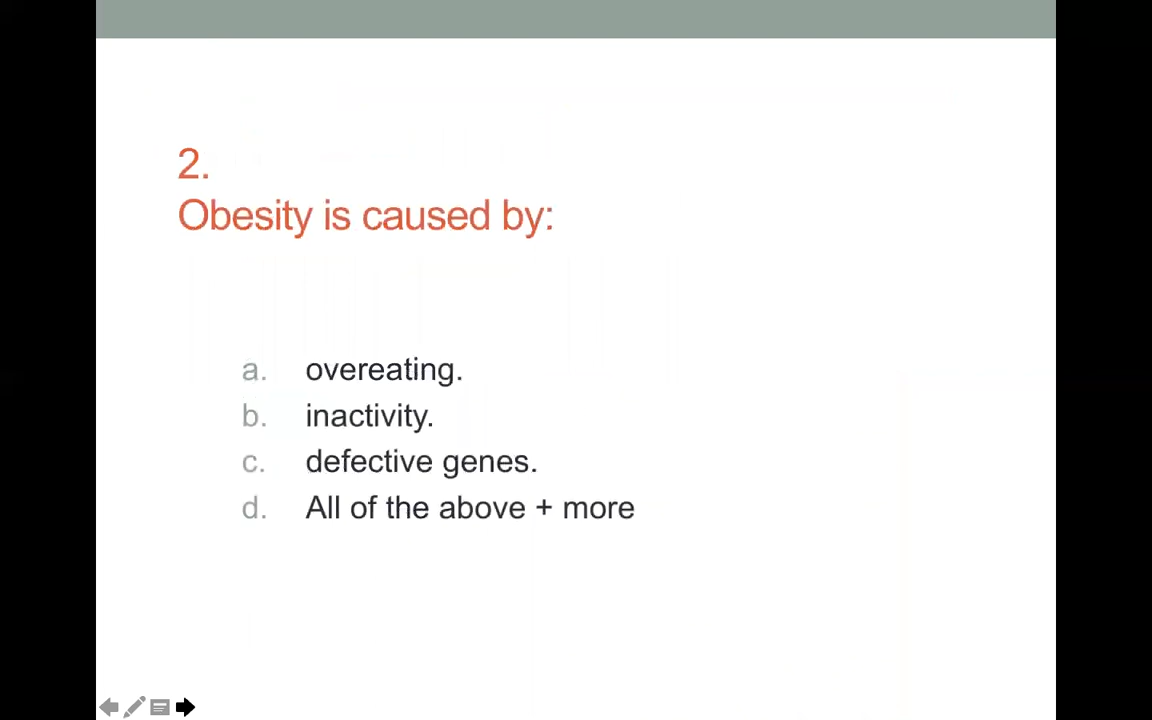 2.
Obesity is caused by:
a. overeating.
b. inactivity.
c. defective genes.
d. All of the above + more